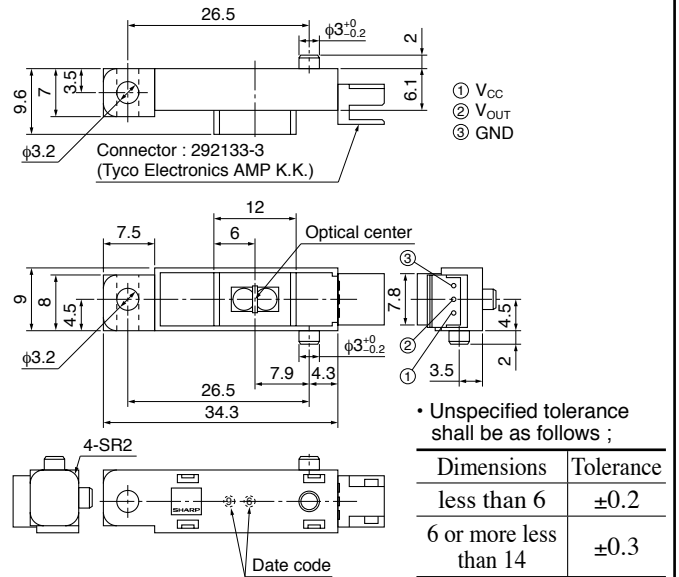 26.5
φ3+0 -0.2
2
9.6
7
3.5
6.1
① VCC
② VOUT
③ GND
φ3.2
Connector : 292133-3
(Tyco Electronics AMP K.K.)
12
7.5
6
Optical center
③
9
8
4.5
7.8
4.5
②
φ3.2
φ3+0 -0.2
7.9
4.3
①
3.5
2
26.5
34.3
• Unspecified tolerance
shall be as follows ;
4-SR2
Dimensions Tolerance
less than 6 ±0.2
6 or more less
than 14 ±0.3
SHARP
9 6
Date code